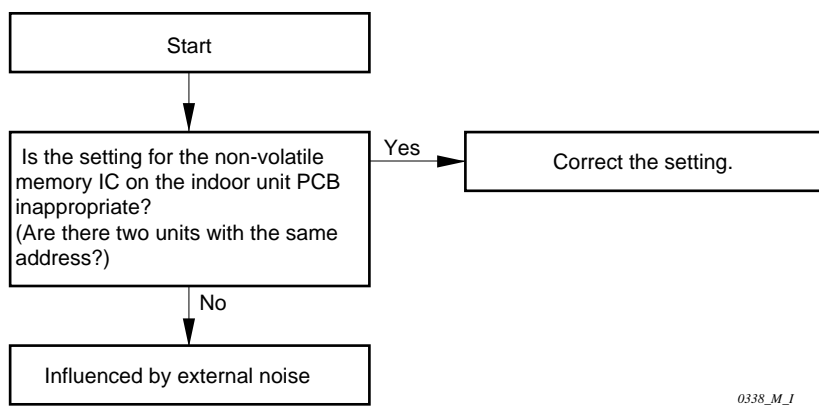 Start
Is the setting for the non-volatile
memory IC on the indoor unit PCB
inappropriate?
(Are there two units with the same
address?)
Yes
Correct the setting.
No
Influenced by external noise
0338_M_I